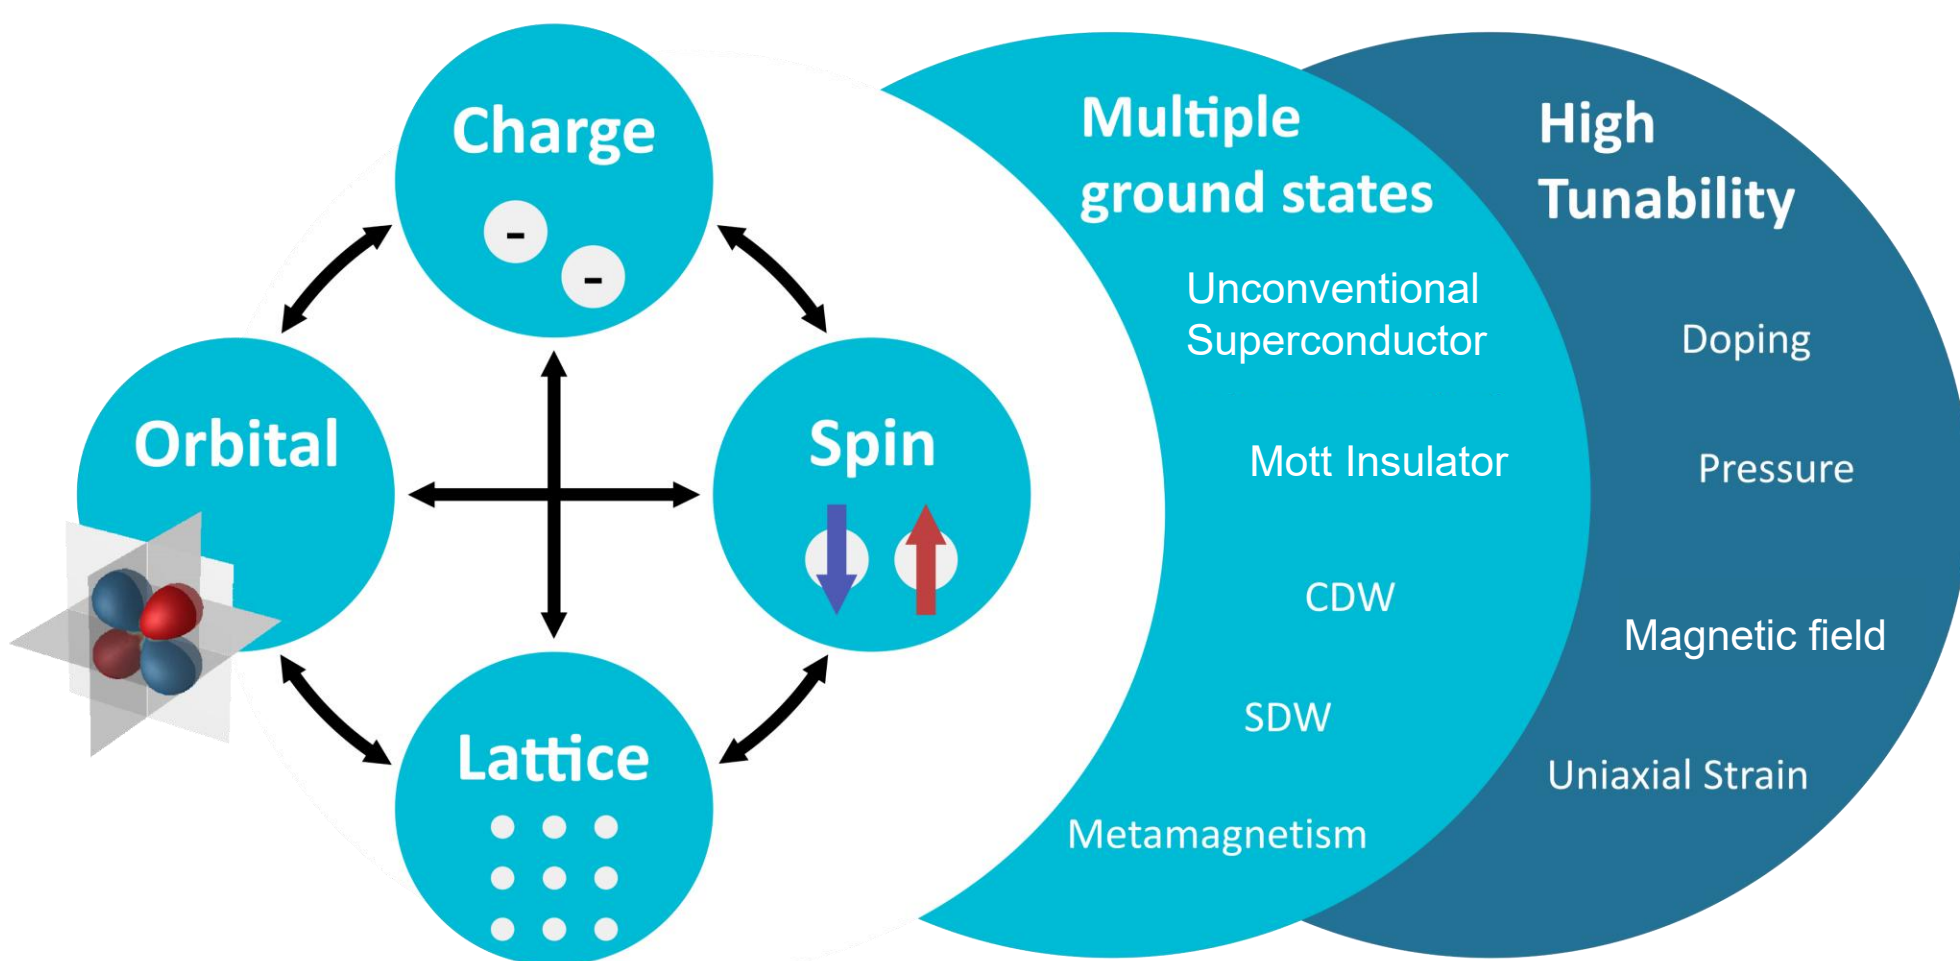 Charge
-
-
Orbital
Spin
Lattice
Multiple
ground states
Unconventional
Superconductor
Mott Insulator
CDW
SDW
Metamagnetism
High
Tunability
Doping
Pressure
Magnetic field
Uniaxial Strain